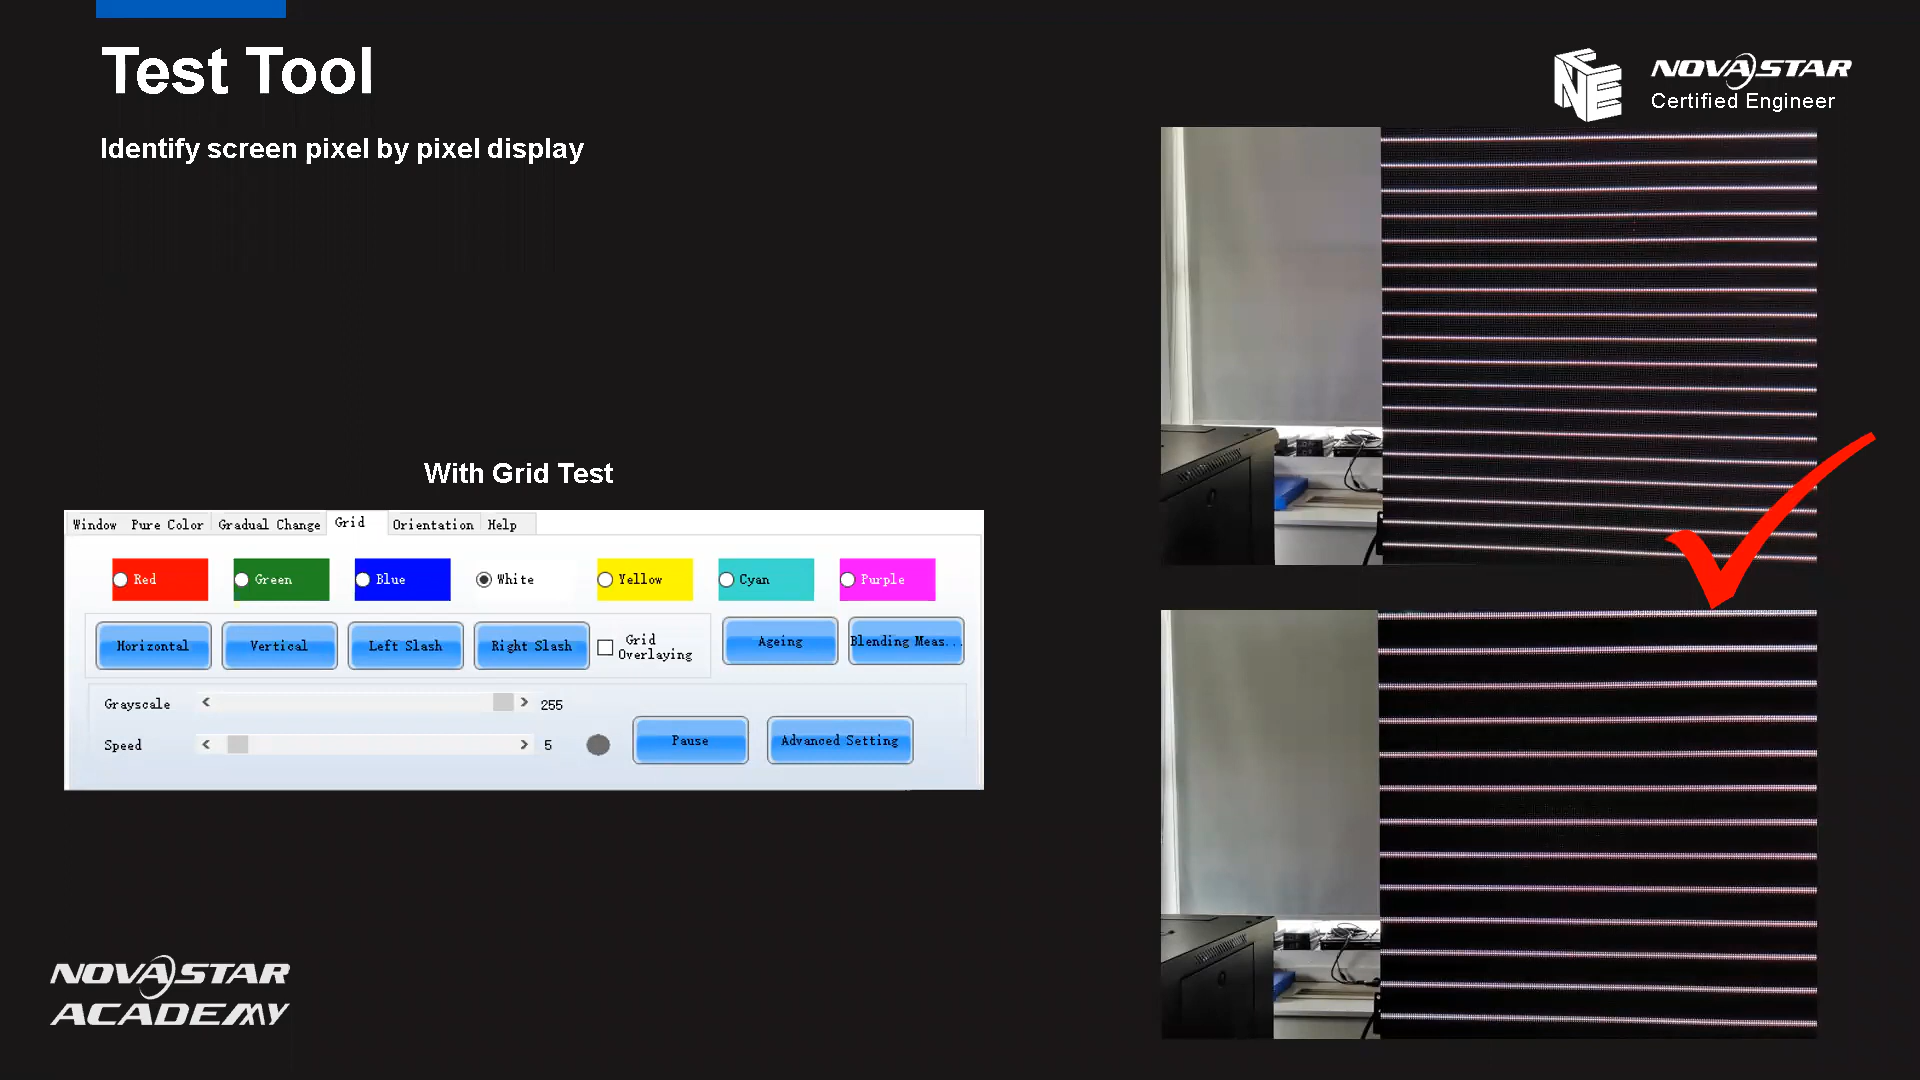 Test Tool
NOVASTAR
Certified Engineer
NCE
Identify screen pixel by pixel display
With Grid Test
Window Pure Color Gradual Change Grid Orientation Help
Red Green Blue White Yellow Cyan Purple
Horizontal Vertical Left Slash Right Slash Grid Overlaying Ageing Blending Meas...
Grayscale 255
Speed 5 Pause Advanced Setting
NOVASTAR
ACADEMY